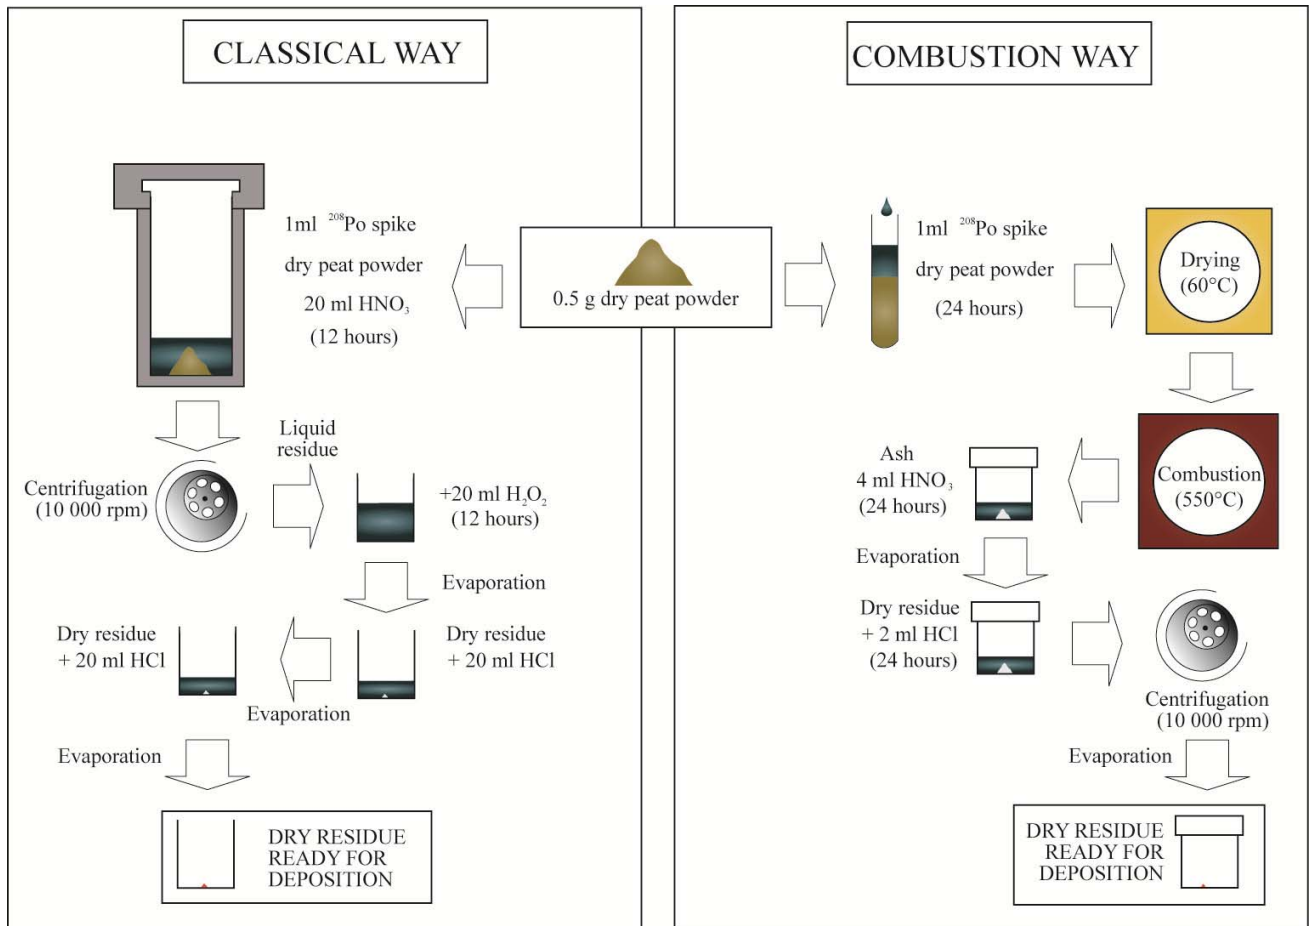 CLASSICAL WAY
1ml ²⁰⁸Po spike
dry peat powder
20 ml HNO₃
(12 hours)
0.5 g dry peat powder
Centrifugation
(10 000 rpm)
Liquid
residue
+20 ml H₂O₂
(12 hours)
Evaporation
Dry residue
+ 20 ml HCl
Evaporation
Dry residue
+ 20 ml HCl
Evaporation
DRY RESIDUE
READY FOR
DEPOSITION
COMBUSTION WAY
1ml ²⁰⁸Po spike
dry peat powder
(24 hours)
Drying
(60°C)
Combustion
(550°C)
Ash
4 ml HNO₃
(24 hours)
Evaporation
Dry residue
+ 2 ml HCl
(24 hours)
Centrifugation
(10 000 rpm)
Evaporation
DRY RESIDUE
READY FOR
DEPOSITION